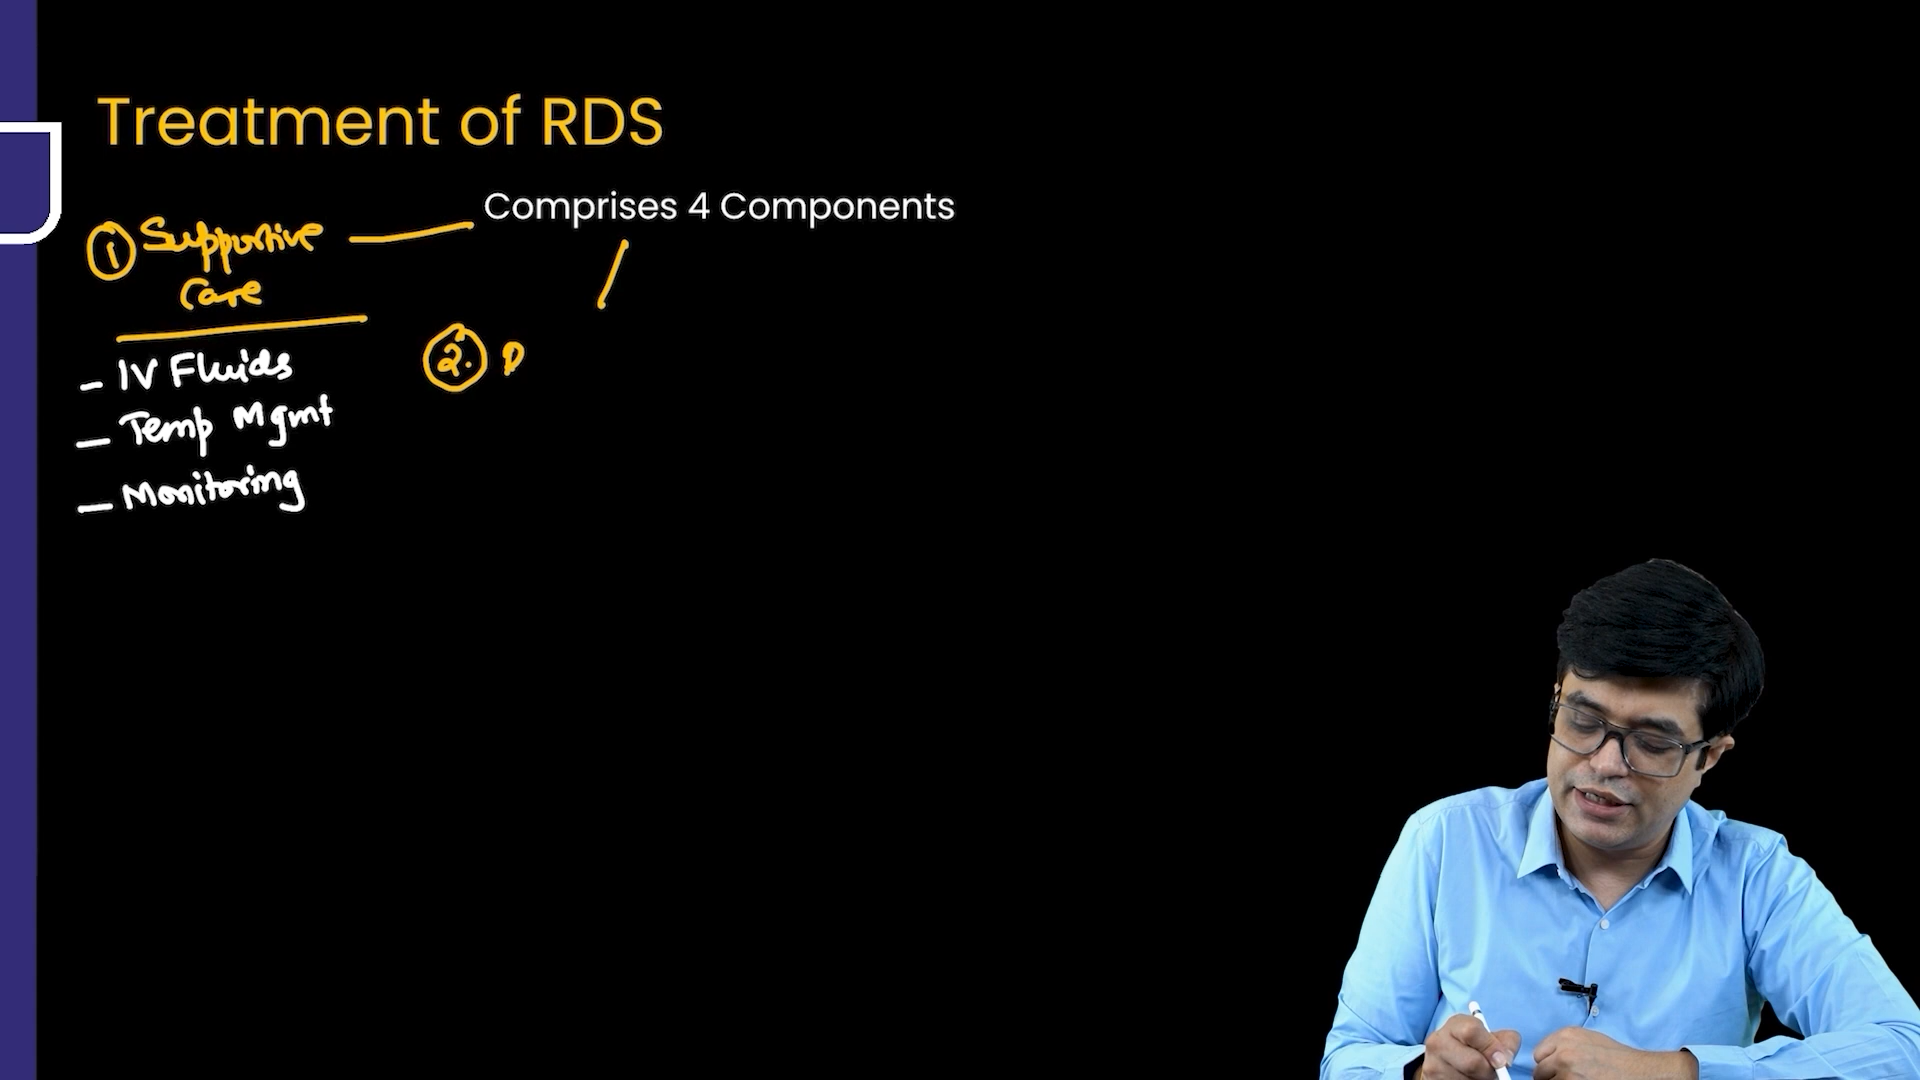 Treatment of RDS
Comprises 4 Components
① Supportive
Care
- IV Fluids
- Temp Mgmt
- Monitoring
②.